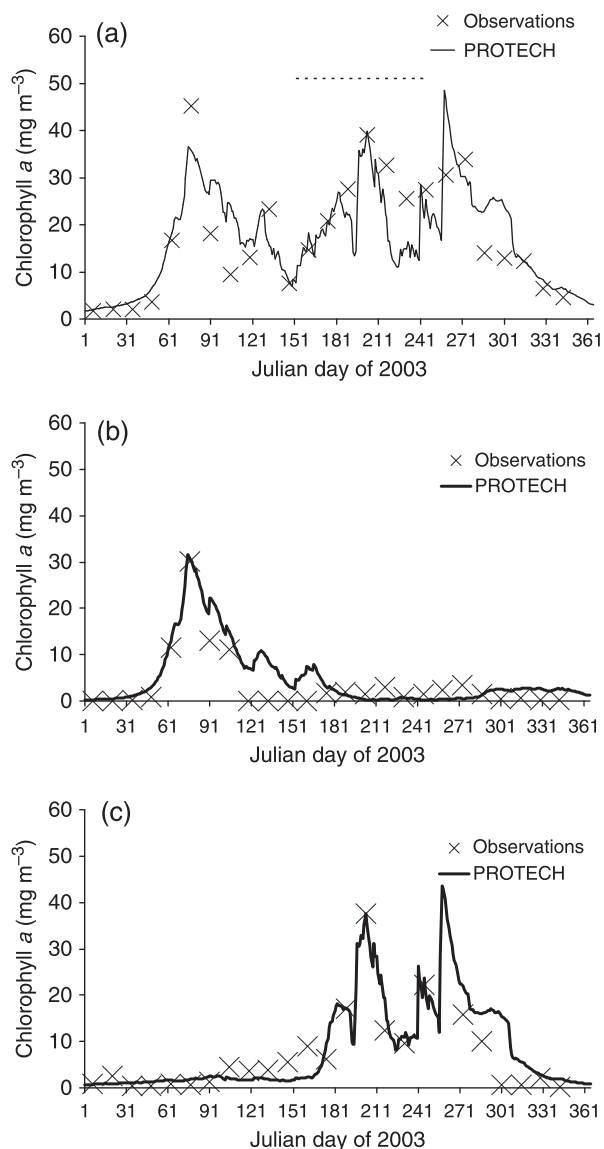 (a)
× Observations
PROTECH
60
50
40
30
20
10
0
Chlorophyll a (mg m−3)
1 31 61 91 121 151 181 211 241 271 301 331 361
Julian day of 2003
(b)
Observations
PROTECH
60
50
40
30
20
10
0
Chlorophyll a (mg m−3)
1 31 61 91 121 151 181 211 241 271 301 331 361
Julian day of 2003
(c)
Observations
PROTECH
60
50
40
30
20
10
0
Chlorophyll a (mg m−3)
1 31 61 91 121 151 181 211 241 271 301 331 361
Julian day of 2003